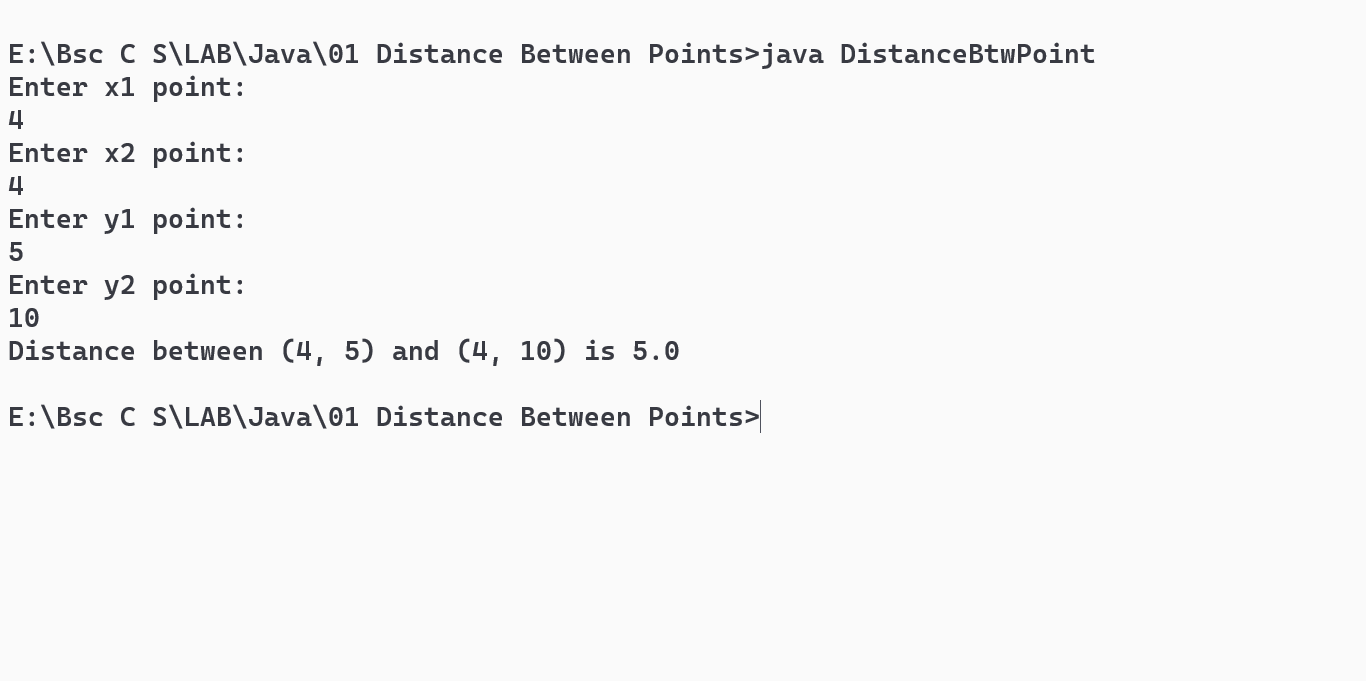 E:\Bsc C S\LAB\Java\01 Distance Between Points>java DistanceBtwPoint
Enter x1 point:
4
Enter x2 point:
4
Enter y1 point:
5
Enter y2 point:
10
Distance between (4, 5) and (4, 10) is 5.0
E:\Bsc C S\LAB\Java\01 Distance Between Points>